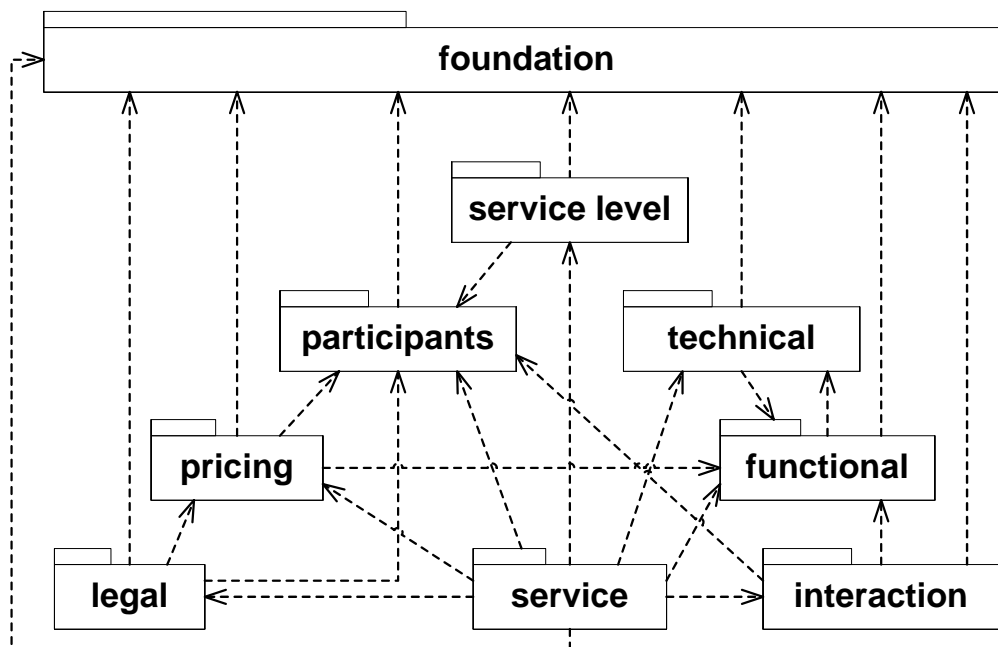 foundation
service level
participants
technical
pricing
functional
legal
service
interaction